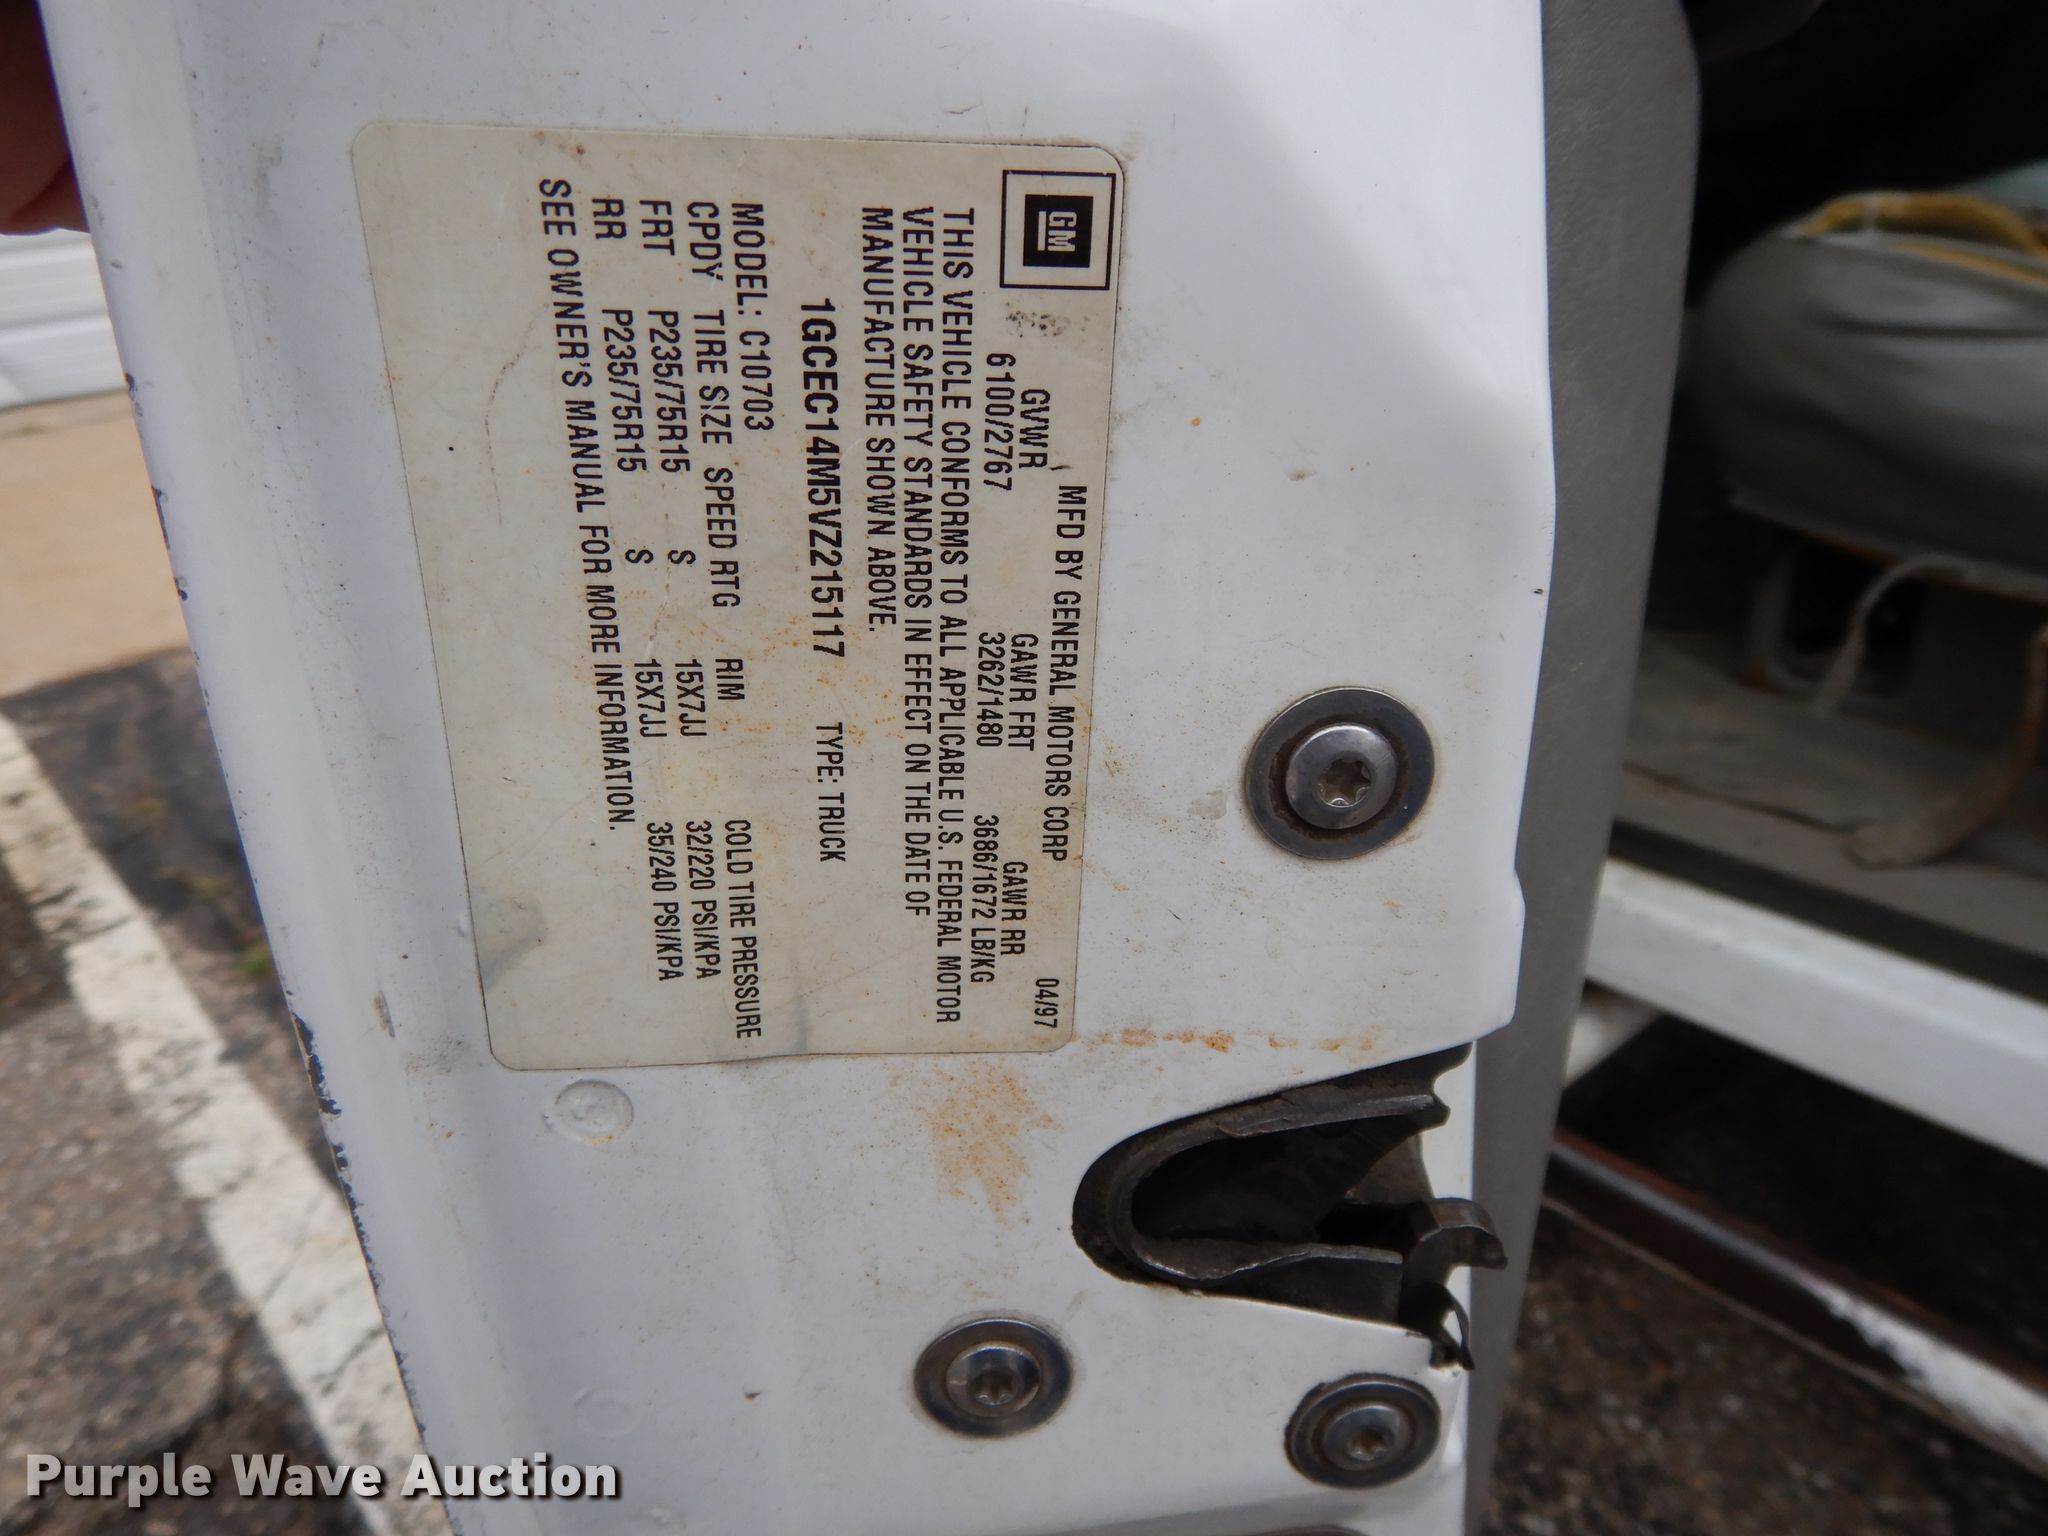 GM
MFD BY GENERAL MOTORS CORP 04/97
GVWR GAWR FRT GAWR RR
6100/2767 3262/1480 3686/1672 LB/KG
THIS VEHICLE CONFORMS TO ALL APPLICABLE U.S. FEDERAL MOTOR
VEHICLE SAFETY STANDARDS IN EFFECT ON THE DATE OF
MANUFACTURE SHOWN ABOVE.
1GCEC14M5VZ215117 TYPE: TRUCK
MODEL: C10703
CPDY TIRE SIZE SPEED RTG RIM COLD TIRE PRESSURE
FRT P235/75R15 S 15X7JJ 32/220 PSI/KPA
RR P235/75R15 S 15X7JJ 35/240 PSI/KPA
SEE OWNER'S MANUAL FOR MORE INFORMATION.
Purple Wave Auction